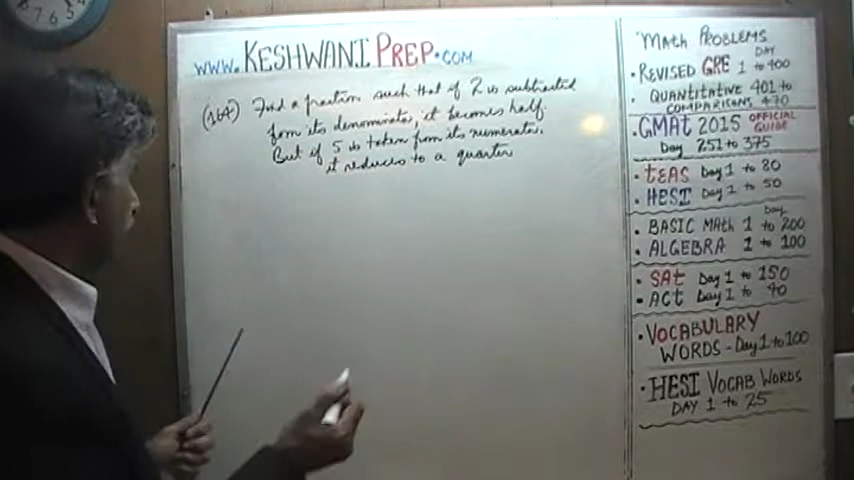 www.KESHWANIPREP.COM
(164) Find a fraction such that if 2 is subtracted
from its denominator, it becomes half.
But if 5 is taken from its numerator,
it reduces to a quarter
MATH PROBLEMS
DAY
• REVISED GRE 1 to 400
• QUANTITATIVE 401 to
COMPARISONS 470
• GMAt 2015 OFFICIAL GUIDE
Day 251 to 375
• tEAS Day 1 to 80
• HESI Day 1 to 50
Day
• BASIC MAth 1 to 200
• ALGEBRA 1 to 100
• SAt Day 1 to 150
• ACt Day 1 to 40
• VOCABULARY
WORDS - Day 1 to 100
• HESI VOCAB WORDS
DAY 1 to 25
7 6 5